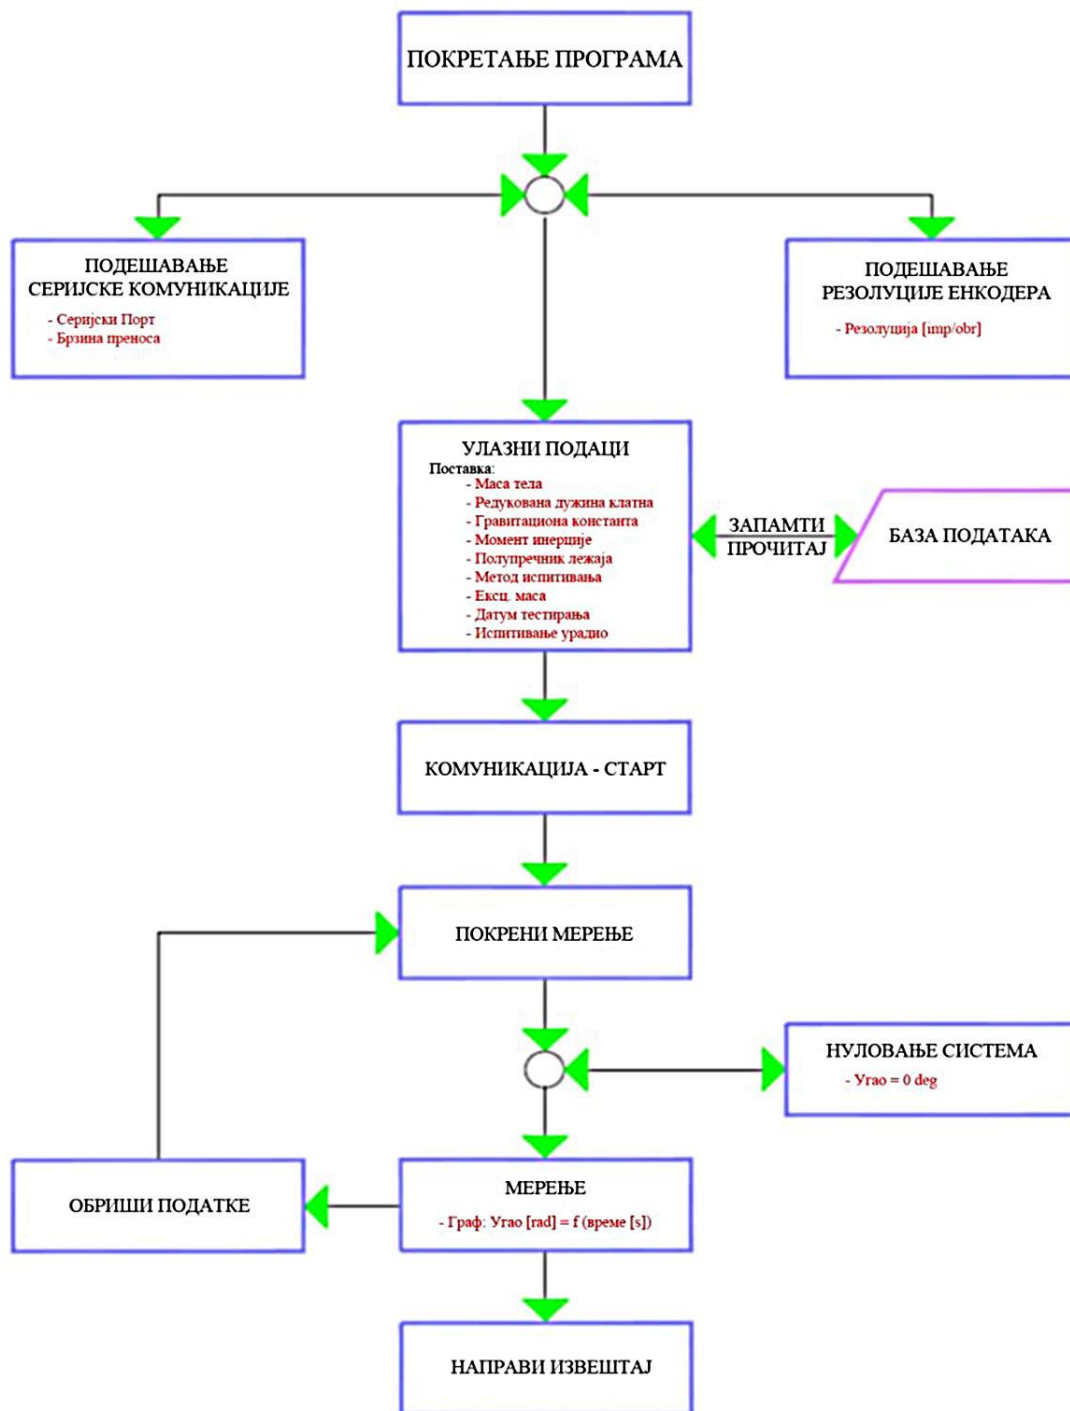 ПОКРЕТАЊЕ ПРОГРАМА
ПОДЕШАВАЊЕ
СЕРИЈСКЕ КОМУНИКАЦИЈЕ
- Серијски Порт
- Брзина преноса
ПОДЕШАВАЊЕ
РЕЗОЛУЦИЈЕ ЕНКОДЕРА
- Резолуција [imp/obr]
УЛАЗНИ ПОДАЦИ
Поставка:
- Маса тела
- Редукована дужина клатна
- Гравитациона константа
- Момент инерције
- Полупречник лежаја
- Метод испитивања
- Ексц. маса
- Датум тестирања
- Испитивање урадио
ЗАПАМТИ
ПРОЧИТАЈ
БАЗА ПОДАТАКА
КОМУНИКАЦИЈА - СТАРТ
ПОКРЕНИ МЕРЕЊЕ
НУЛОВАЊЕ СИСТЕМА
- Угао = 0 deg
ОБРИШИ ПОДАТКЕ
МЕРЕЊЕ
- Граф: Угао [rad] = f (време [s])
НАПРАВИ ИЗВЕШТАЈ